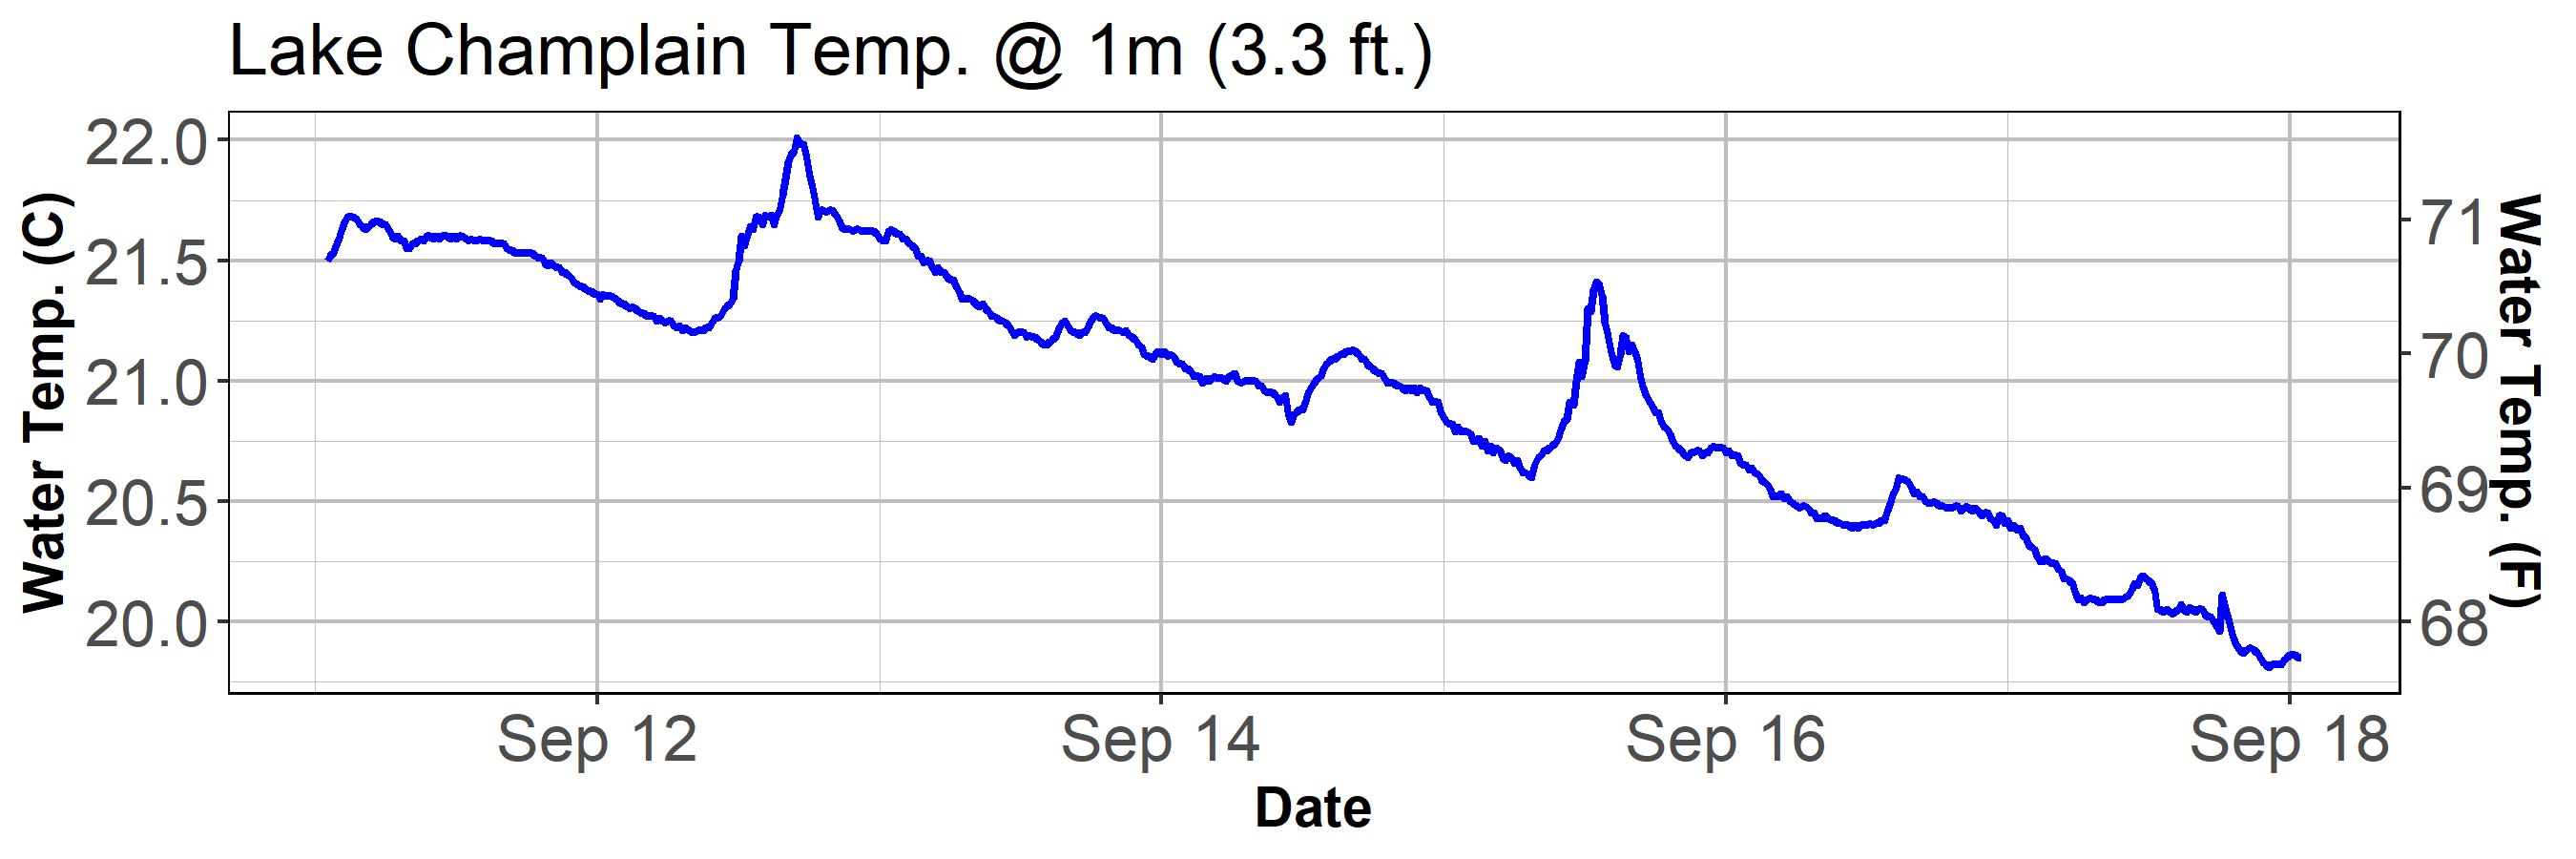 Lake Champlain Temp. @ 1m (3.3 ft.)
Water Temp. (C)
22.0
21.5
21.0
20.5
20.0
71
70
69
68
Water Temp. (F)
Sep 12 Sep 14 Sep 16 Sep 18
Date